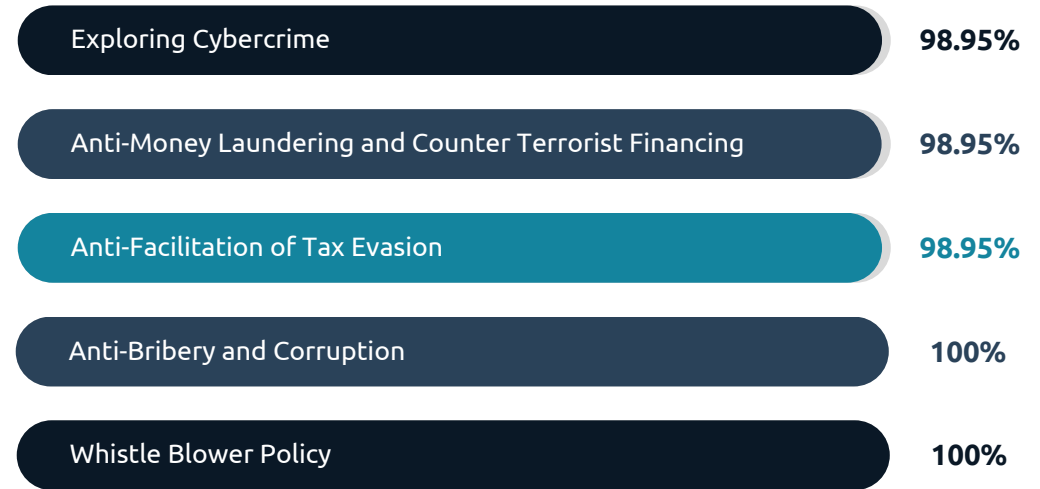 Exploring Cybercrime 98.95%
Anti-Money Laundering and Counter Terrorist Financing 98.95%
Anti-Facilitation of Tax Evasion 98.95%
Anti-Bribery and Corruption 100%
Whistle Blower Policy 100%